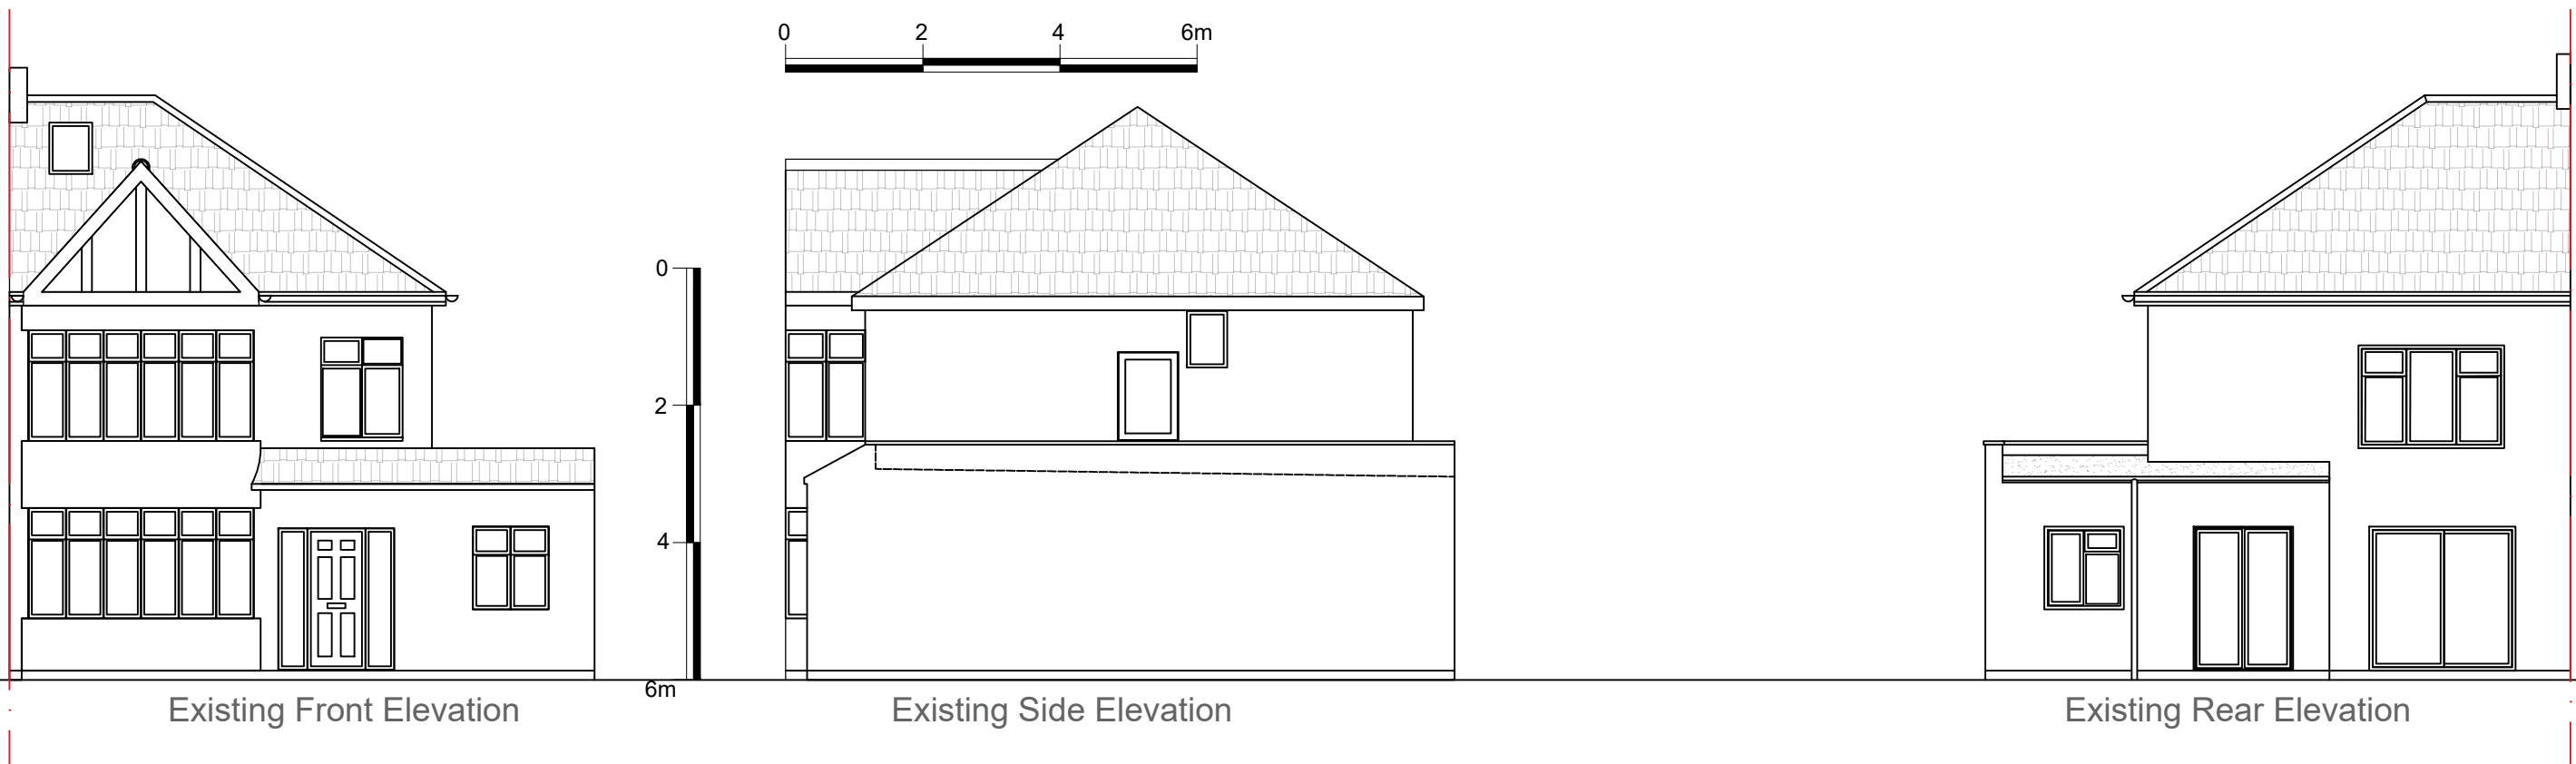 0 2 4 6m
0
2
4
6m
Existing Front Elevation
Existing Side Elevation
Existing Rear Elevation